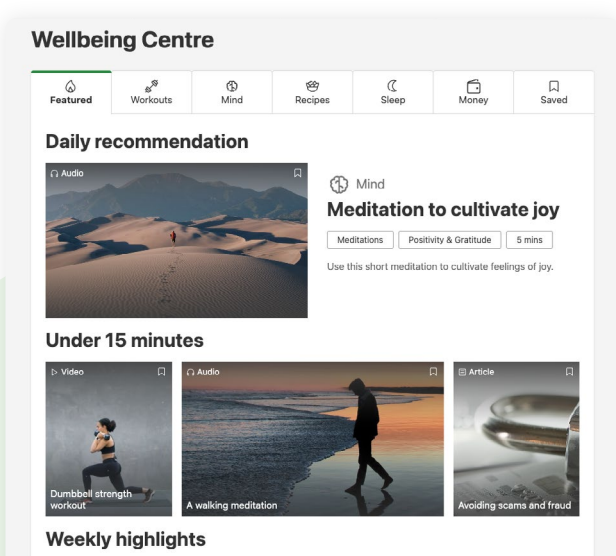 Wellbeing Centre
Featured
Workouts
Mind
Recipes
Sleep
Money
Saved
Daily recommendation
Audio
Mind
Meditation to cultivate joy
Meditations
Positivity & Gratitude
5 mins
Use this short meditation to cultivate feelings of joy.
Under 15 minutes
Video
Dumbbell strength
workout
Audio
A walking meditation
Article
Avoiding scams and fraud
Weekly highlights